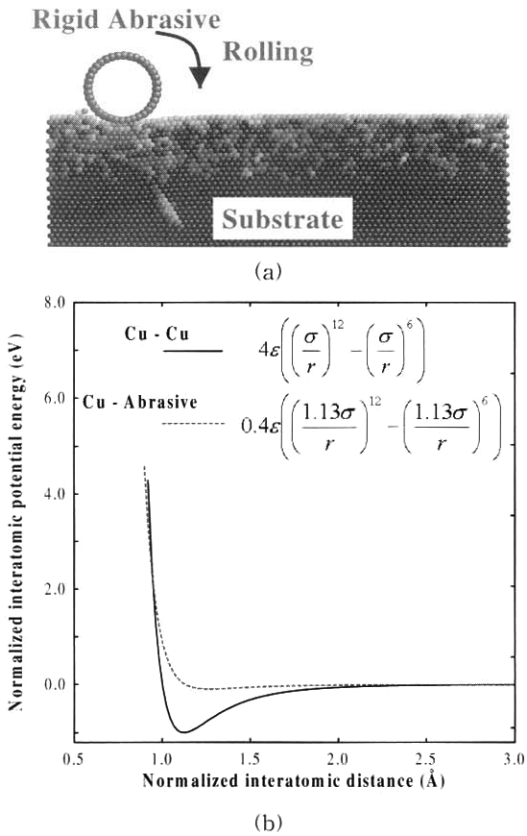 Rigid Abrasive
Rolling
Substrate
(a)
Normalized interatomic potential energy (eV)
8.0
6.0
4.0
2.0
0.0
Cu - Cu
4ε((σ/r)^12 − (σ/r)^6)
Cu - Abrasive
0.4ε((1.13σ/r)^12 − (1.13σ/r)^6)
0.5 1.0 1.5 2.0 2.5 3.0
Normalized interatomic distance (Å)
(b)